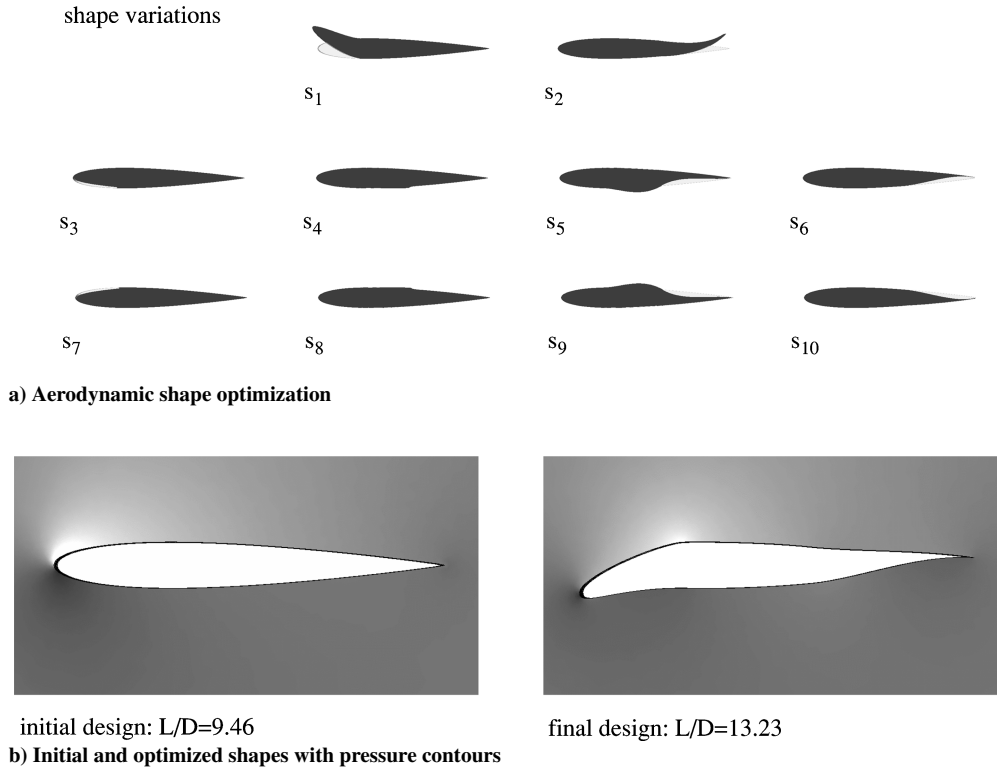 shape variations
s1 s2
s3 s4 s5 s6
s7 s8 s9 s10
a) Aerodynamic shape optimization
initial design: L/D=9.46 final design: L/D=13.23
b) Initial and optimized shapes with pressure contours